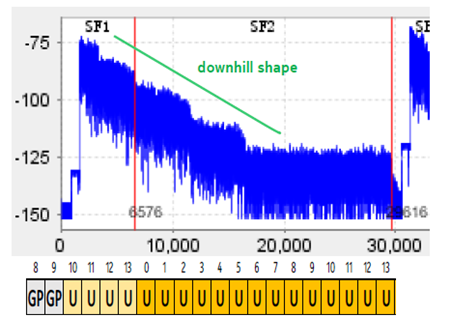 SF1 SF2 SF
-75
downhill shape
-100
-125
-150
6576 816
0 10,000 20,000 30,000
8 9 10 11 12 13 0 1 2 3 4 5 6 7 8 9 10 11 12 13
GP GP U U U U U U U U U U U U U U U U U U